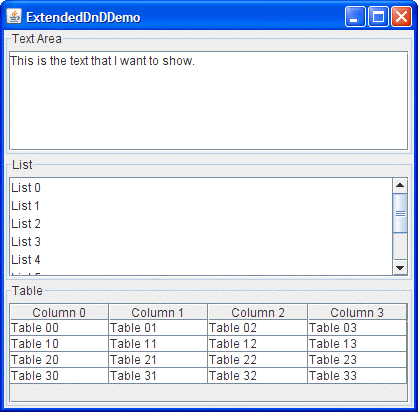 ExtendedDnDDemo
Text Area
This is the text that I want to show.
List
List 0
List 1
List 2
List 3
List 4
Table
Column 0 Column 1 Column 2 Column 3
Table 00 Table 01 Table 02 Table 03
Table 10 Table 11 Table 12 Table 13
Table 20 Table 21 Table 22 Table 23
Table 30 Table 31 Table 32 Table 33